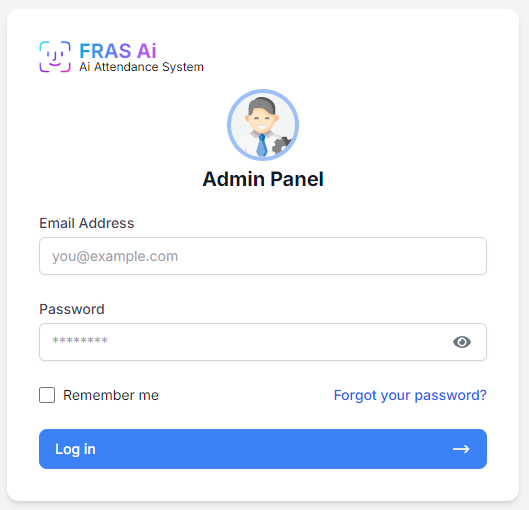 FRAS Ai
Ai Attendance System
Admin Panel
Email Address
you@example.com
Password
********
Remember me
Forgot your password?
Log in